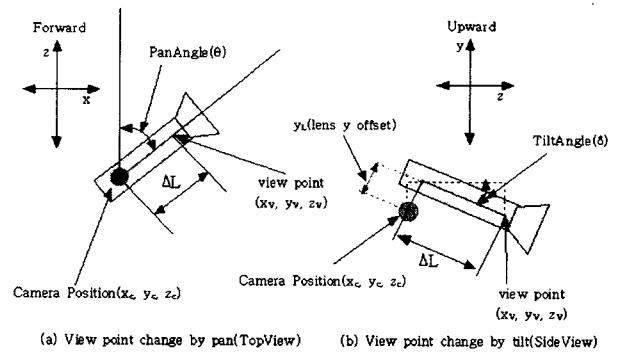 Forward
z
x
PanAngle(θ)
ΔL
view point
(xv, yv, zv)
Camera Position(xc, yc, zc)
(a) View point change by pan(TopView)
Upward
y
z
yL(lens y offset)
TiltAngle(δ)
ΔL
Camera Position(xc, yc, zc)
view point
(xv, yv, zv)
(b) View point change by tilt(SideView)